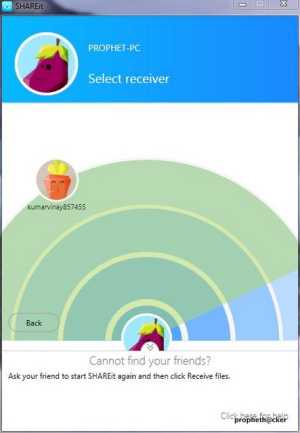 SHAREit
PROPHET-PC
Select receiver
kumarvinay857455
Back
Cannot find your friends?
Ask your friend to start SHAREit again and then click Receive files.
Click here for help
propheth@cker